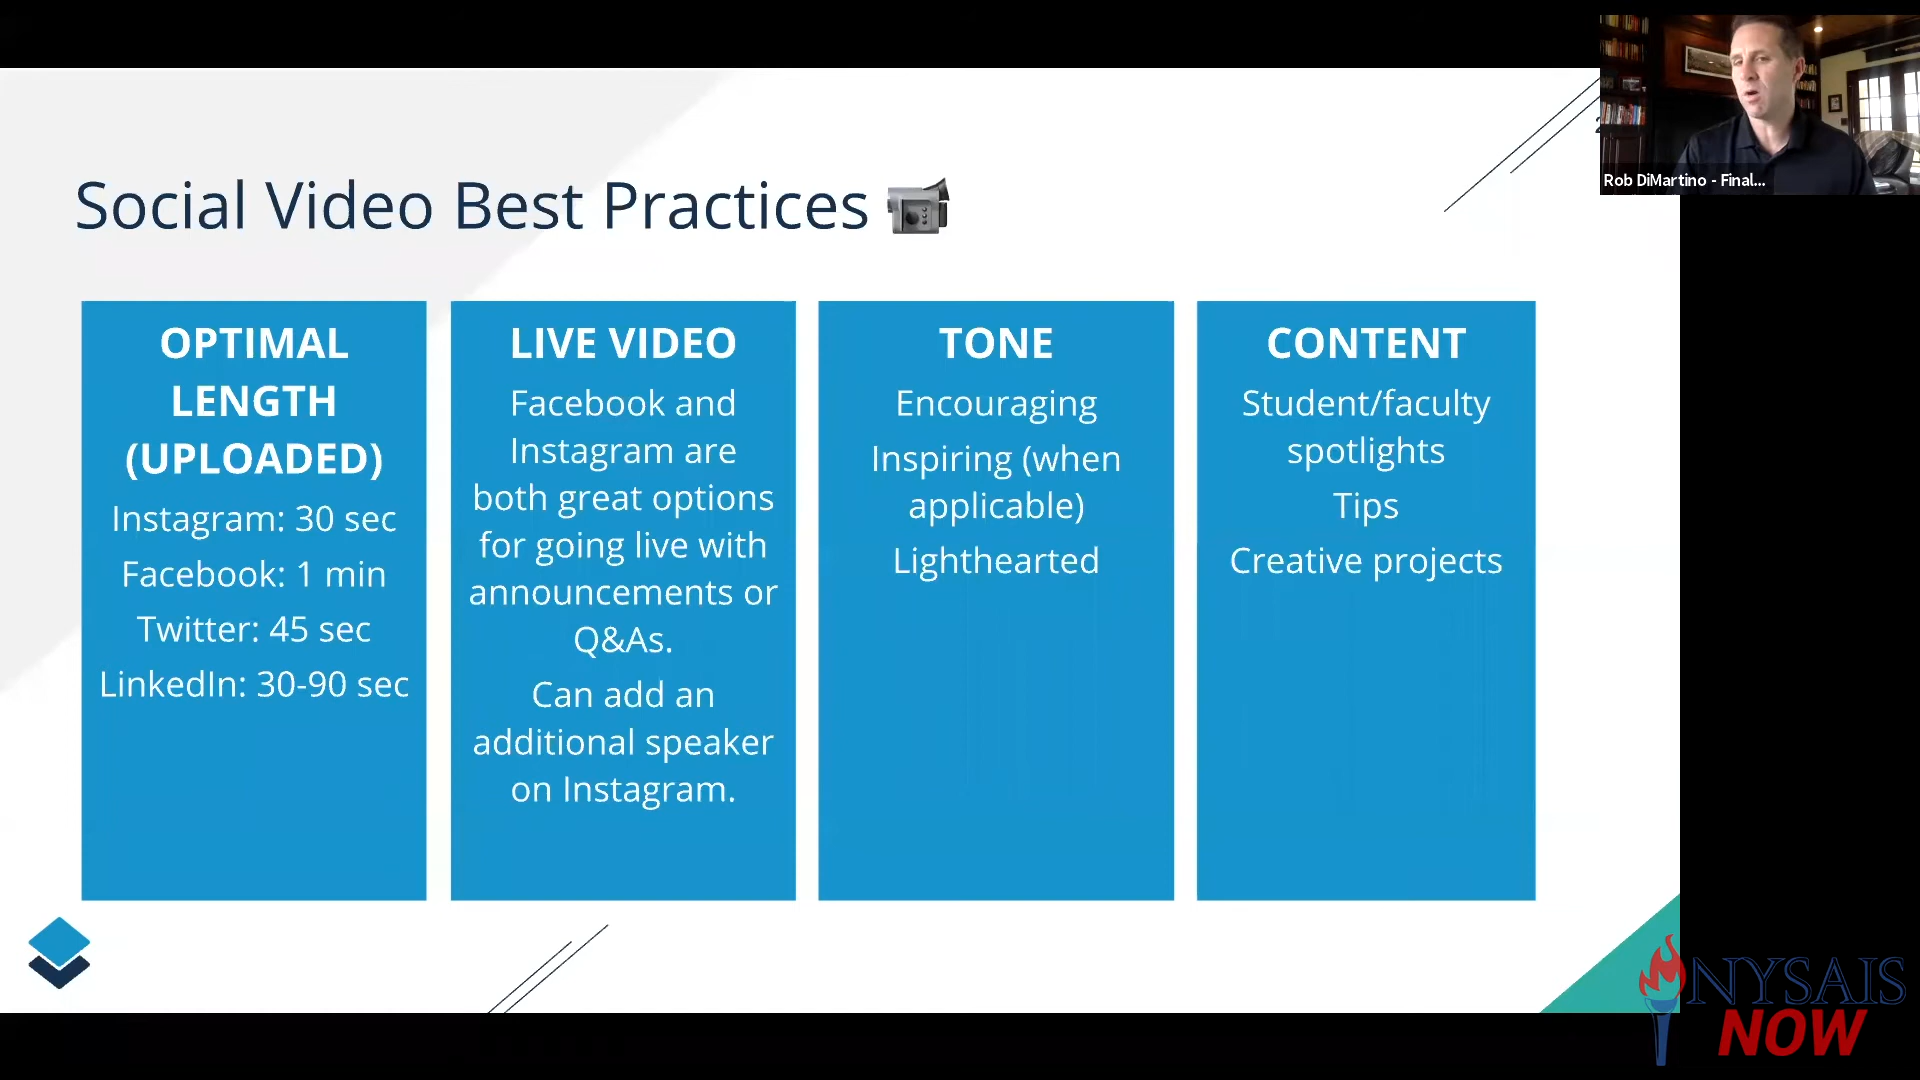 Social Video Best Practices
OPTIMAL
LENGTH
(UPLOADED)
Instagram: 30 sec
Facebook: 1 min
Twitter: 45 sec
LinkedIn: 30-90 sec
LIVE VIDEO
Facebook and
Instagram are
both great options
for going live with
announcements or
Q&As.
Can add an
additional speaker
on Instagram.
TONE
Encouraging
Inspiring (when
applicable)
Lighthearted
CONTENT
Student/faculty
spotlights
Tips
Creative projects
Rob DiMartino - Final...
NYSAIS
NOW